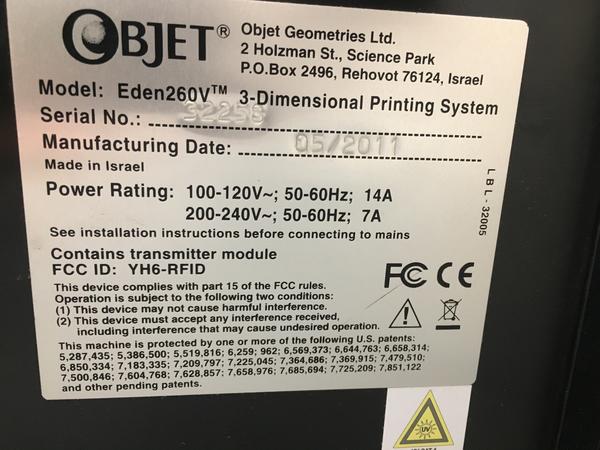 OBJET® Objet Geometries Ltd.
2 Holzman St., Science Park
P.O.Box 2496, Rehovot 76124, Israel
Model: Eden260V™ 3-Dimensional Printing System
Serial No.:
Manufacturing Date: 05/2011
Made in Israel
Power Rating: 100-120V~; 50-60Hz; 14A
200-240V~; 50-60Hz; 7A
See installation instructions before connecting to mains
LBL-32005
Contains transmitter module
FCC ID: YH6-RFID
FC CE
This device complies with part 15 of the FCC rules.
Operation is subject to the following two conditions:
(1) This device may not cause harmful interference.
(2) This device must accept any interference received,
including interference that may cause undesired operation.
This machine is protected by one or more of the following U.S. patents:
5,287,435; 5,386,500; 5,519,816; 6,259; 962; 6,569,373; 6,644,763; 6,658,314;
6,850,334; 7,183,335; 7,209,797; 7,225,045; 7,364,686; 7,369,915; 7,479,510;
7,500,846; 7,604,768; 7,628,857; 7,658,976; 7,685,694; 7,725,209; 7,851,122
and other pending patents.
UV